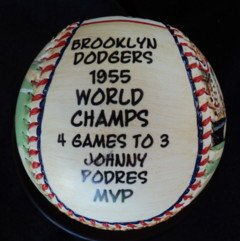 BROOKLYN
DODGERS
1955
WORLD
CHAMPS
4 GAMES TO 3
JOHNNY
PODRES
MVP